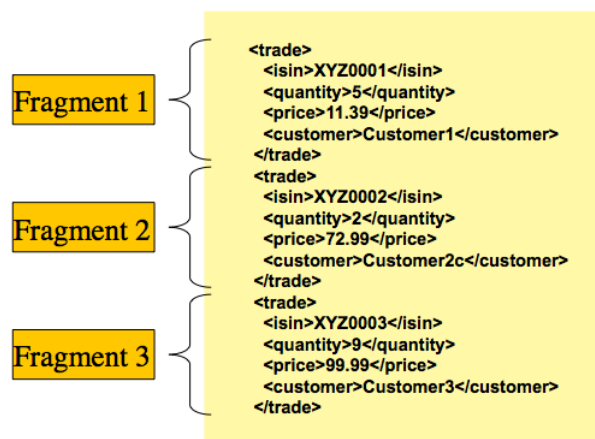 <trade>
<isin>XYZ0001</isin>
Fragment 1
<quantity>5</quantity>
<price>11.39</price>
<customer>Customer1</customer>
</trade>
<trade>
<isin>XYZ0002</isin>
Fragment 2
<quantity>2</quantity>
<price>72.99</price>
<customer>Customer2c</customer>
</trade>
<trade>
<isin>XYZ0003</isin>
Fragment 3
<quantity>9</quantity>
<price>99.99</price>
<customer>Customer3</customer>
</trade>